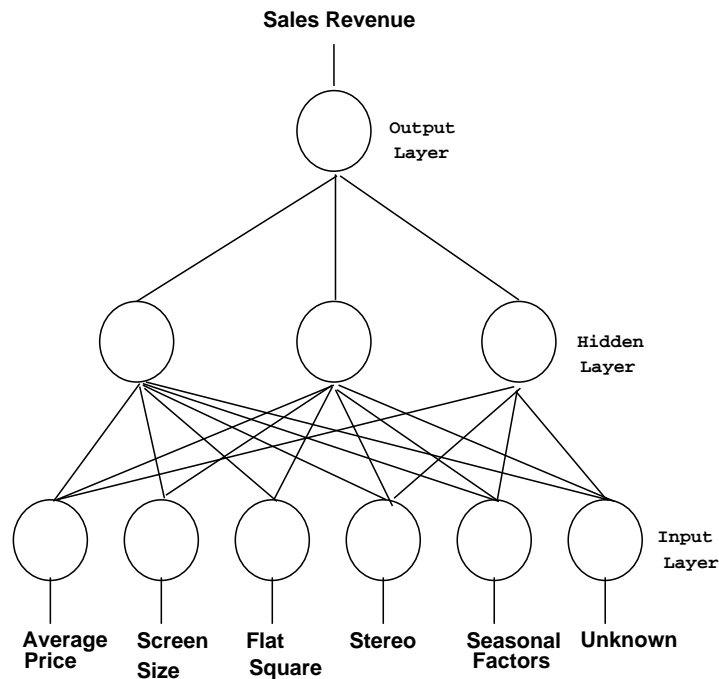 Sales Revenue
Output
Layer
Hidden
Layer
Input
Layer
Average
Price
Screen
Size
Flat
Square
Stereo
Seasonal
Factors
Unknown